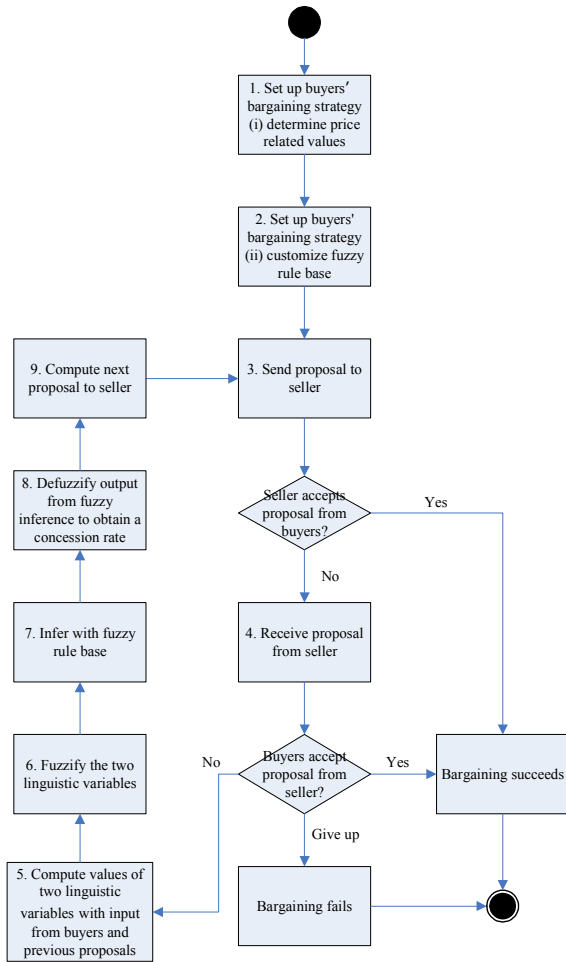 1. Set up buyers'
bargaining strategy
(i) determine price
related values
2. Set up buyers'
bargaining strategy
(ii) customize fuzzy
rule base
3. Send proposal to
seller
Seller accepts
proposal from
buyers?
Yes
No
4. Receive proposal
from seller
Buyers accept
proposal from
seller?
Yes
No
Give up
Bargaining succeeds
Bargaining fails
5. Compute values of
two linguistic
variables with input
from buyers and
previous proposals
6. Fuzzify the two
linguistic variables
7. Infer with fuzzy
rule base
8. Defuzzify output
from fuzzy
inference to obtain a
concession rate
9. Compute next
proposal to seller